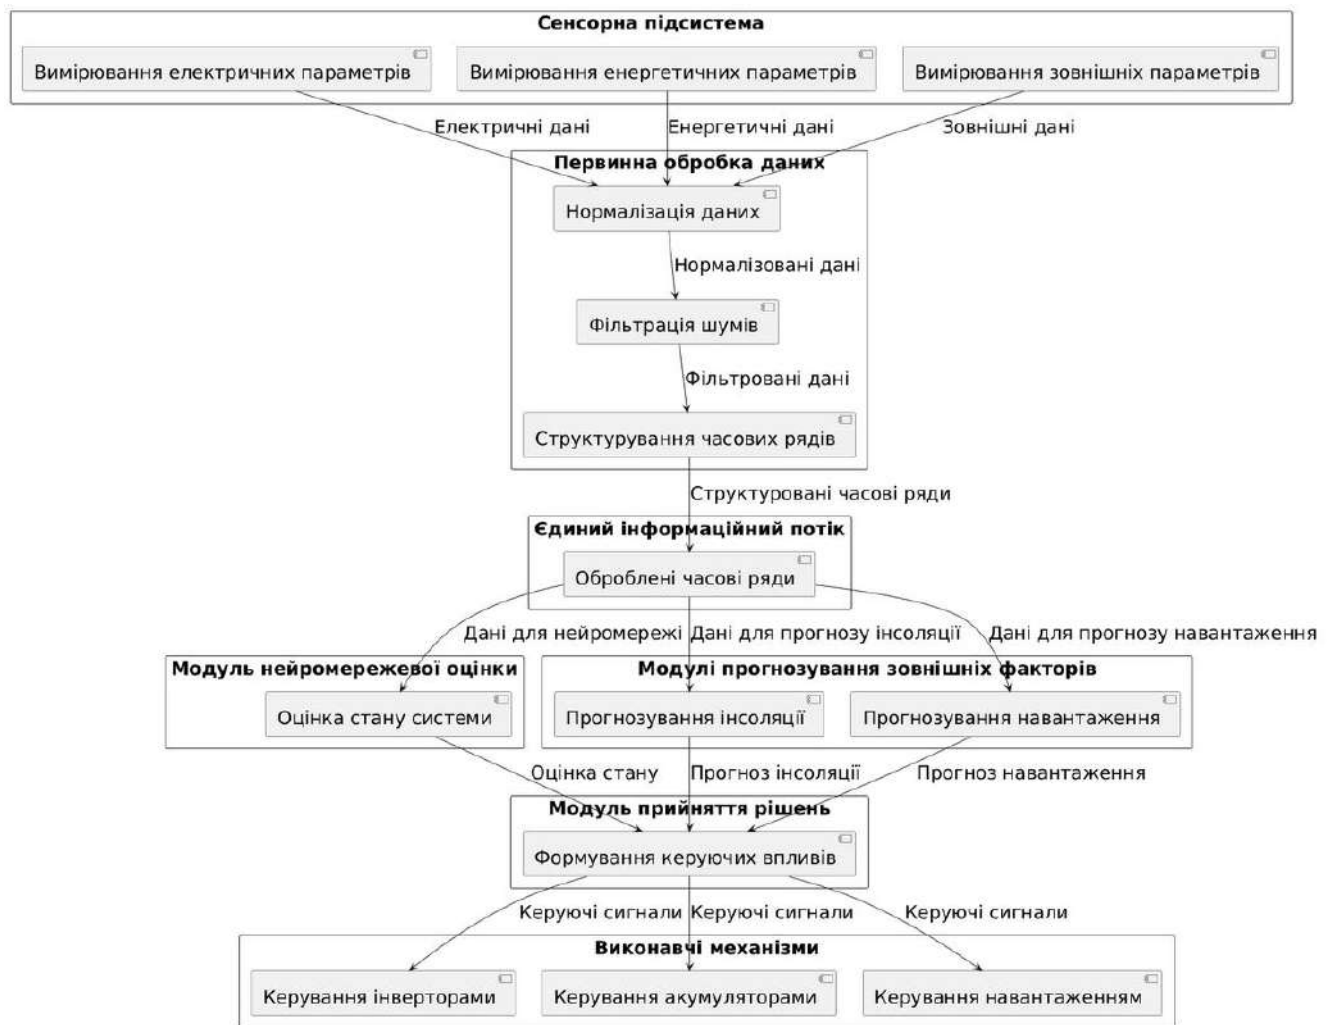 Сенсорна підсистема
Вимірювання електричних параметрів
Вимірювання енергетичних параметрів
Вимірювання зовнішніх параметрів
Електричні дані
Енергетичні дані
Зовнішні дані
Первинна обробка даних
Нормалізація даних
Нормалізовані дані
Фільтрація шумів
Фільтровані дані
Структурування часових рядів
Структуровані часові ряди
Єдиний інформаційний потік
Оброблені часові ряди
Дані для нейромережі
Дані для прогнозу інсоляції
Дані для прогнозу навантаження
Модуль нейромережевої оцінки
Модулі прогнозування зовнішніх факторів
Оцінка стану системи
Прогнозування інсоляції
Прогнозування навантаження
Оцінка стану
Прогноз інсоляції
Прогноз навантаження
Модуль прийняття рішень
Формування керуючих впливів
Керуючі сигнали
Керуючі сигнали
Керуючі сигнали
Виконавчі механізми
Керування інверторами
Керування акумуляторами
Керування навантаженням